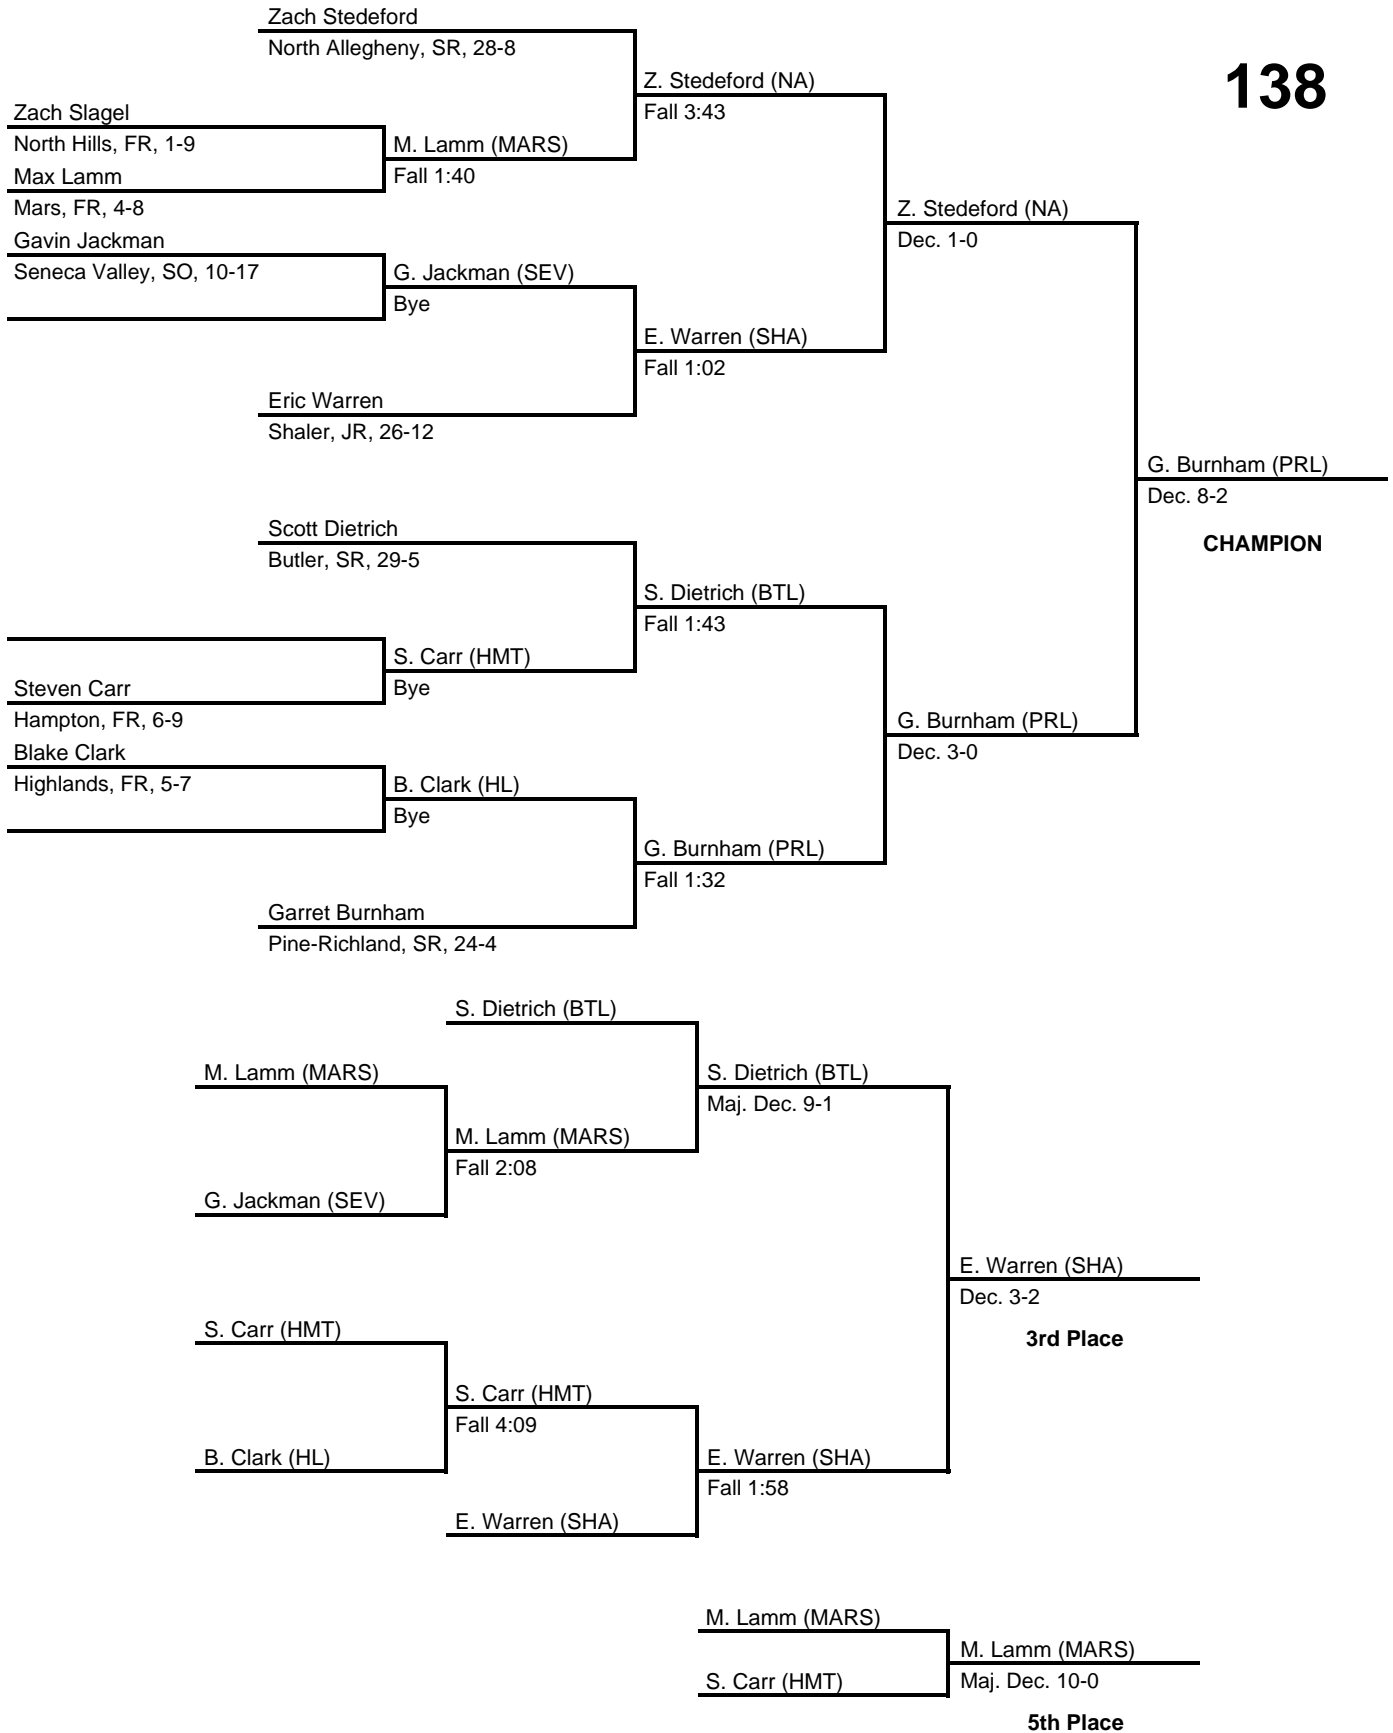 Zach Stedeford
North Allegheny, SR, 28-8
138
Z. Stedeford (NA)
Fall 3:43
Zach Slagel
North Hills, FR, 1-9
M. Lamm (MARS)
Max Lamm
Fall 1:40
Mars, FR, 4-8
Z. Stedeford (NA)
Dec. 1-0
Gavin Jackman
Seneca Valley, SO, 10-17
G. Jackman (SEV)
Bye
E. Warren (SHA)
Fall 1:02
Eric Warren
Shaler, JR, 26-12
G. Burnham (PRL)
Dec. 8-2
CHAMPION
Scott Dietrich
Butler, SR, 29-5
S. Dietrich (BTL)
Fall 1:43
S. Carr (HMT)
Bye
Steven Carr
Hampton, FR, 6-9
G. Burnham (PRL)
Dec. 3-0
Blake Clark
Highlands, FR, 5-7
B. Clark (HL)
Bye
G. Burnham (PRL)
Fall 1:32
Garret Burnham
Pine-Richland, SR, 24-4
S. Dietrich (BTL)
M. Lamm (MARS)
S. Dietrich (BTL)
Maj. Dec. 9-1
M. Lamm (MARS)
Fall 2:08
G. Jackman (SEV)
E. Warren (SHA)
Dec. 3-2
3rd Place
S. Carr (HMT)
S. Carr (HMT)
Fall 4:09
B. Clark (HL)
E. Warren (SHA)
Fall 1:58
E. Warren (SHA)
M. Lamm (MARS)
M. Lamm (MARS)
S. Carr (HMT)
Maj. Dec. 10-0
5th Place